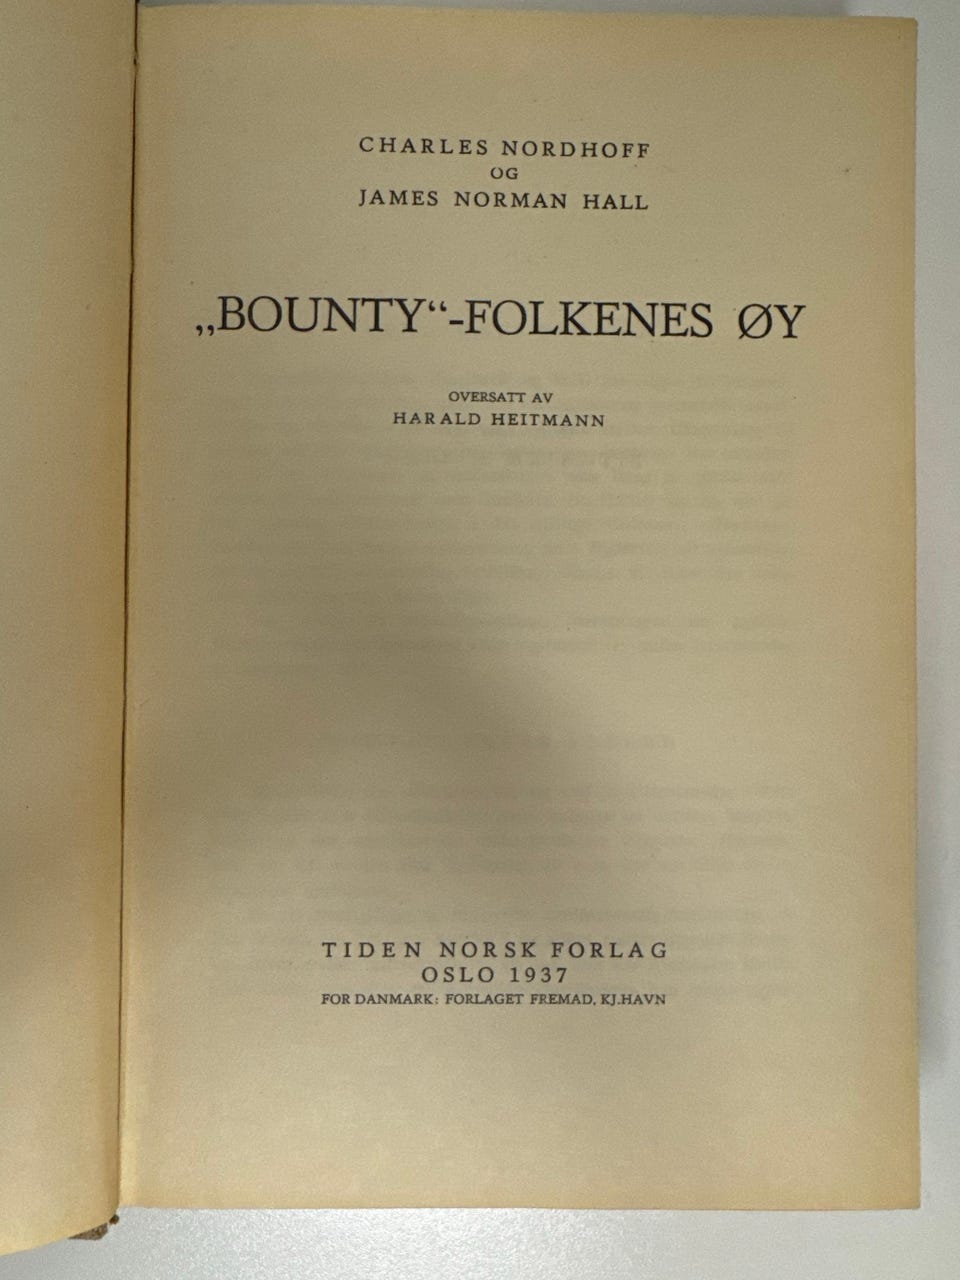 CHARLES NORDHOFF
OG
JAMES NORMAN HALL
„BOUNTY“-FOLKENES ØY
OVERSATT AV
HARALD HEITMANN
TIDEN NORSK FORLAG
OSLO 1937
FOR DANMARK: FORLAGET FREMAD, KJ.HAVN